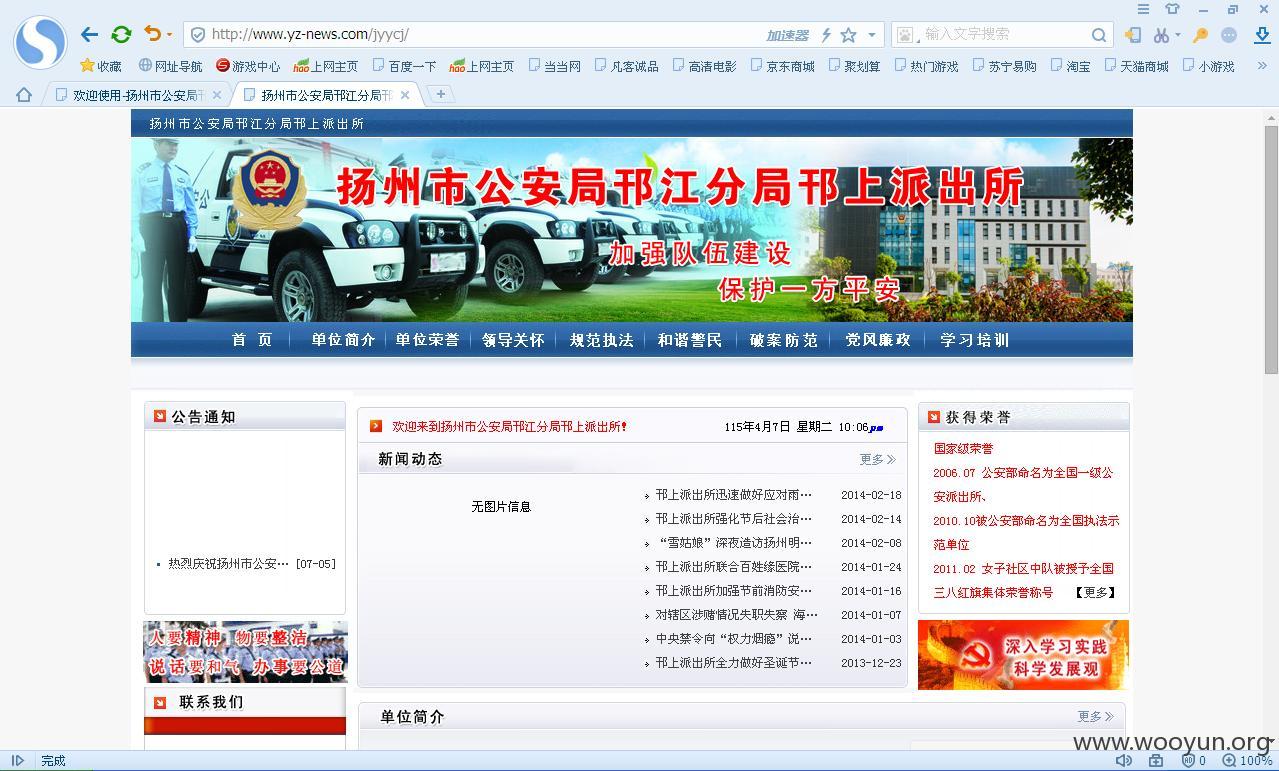 http://www.yz-news.com/jyycj/
加速器
输入文字搜索
收藏 网址导航 游戏中心 上网主页 百度一下 上网主页 当当网 凡客诚品 高清电影 京东商城 聚划算 热门游戏 苏宁易购 淘宝 天猫商城 小游戏
欢迎使用-扬州市公安局
扬州市公安局邗江分局邗
扬州市公安局邗江分局邗上派出所
扬州市公安局邗江分局邗上派出所
加强队伍建设
保护一方平安
首 页 单位简介 单位荣誉 领导关怀 规范执法 和谐警民 破案防范 党风廉政 学习培训
公告通知
热烈庆祝扬州市公安… [07-05]
人要精神 物要整洁
说话要和气 办事要公道
联系我们
欢迎来到扬州市公安局邗江分局邗上派出所!
115年4月7日 星期二 10:06pm
新闻动态
更多
无图片信息
邗上派出所迅速做好应对雨… 2014-02-18
邗上派出所强化节后社会治… 2014-02-14
“雪姑娘”深夜造访扬州明… 2014-02-08
邗上派出所联合百姓缘医院… 2014-01-24
邗上派出所加强节前消防安… 2014-01-16
对辖区涉赌情况失职失察 海… 2014-01-07
中央禁令向“权力烟瘾”说… 2014-01-03
邗上派出所全力做好圣诞节… 2013-12-23
单位简介
更多
获得荣誉
国家级荣誉
2006.07 公安部命名为全国一级公
安派出所、
2010.10被公安部命名为全国执法示
范单位
2011.02 女子社区中队被授予全国
三八红旗集体荣誉称号 【更多】
深入学习实践
科学发展观
www.wooyun.org
完成
0
100%